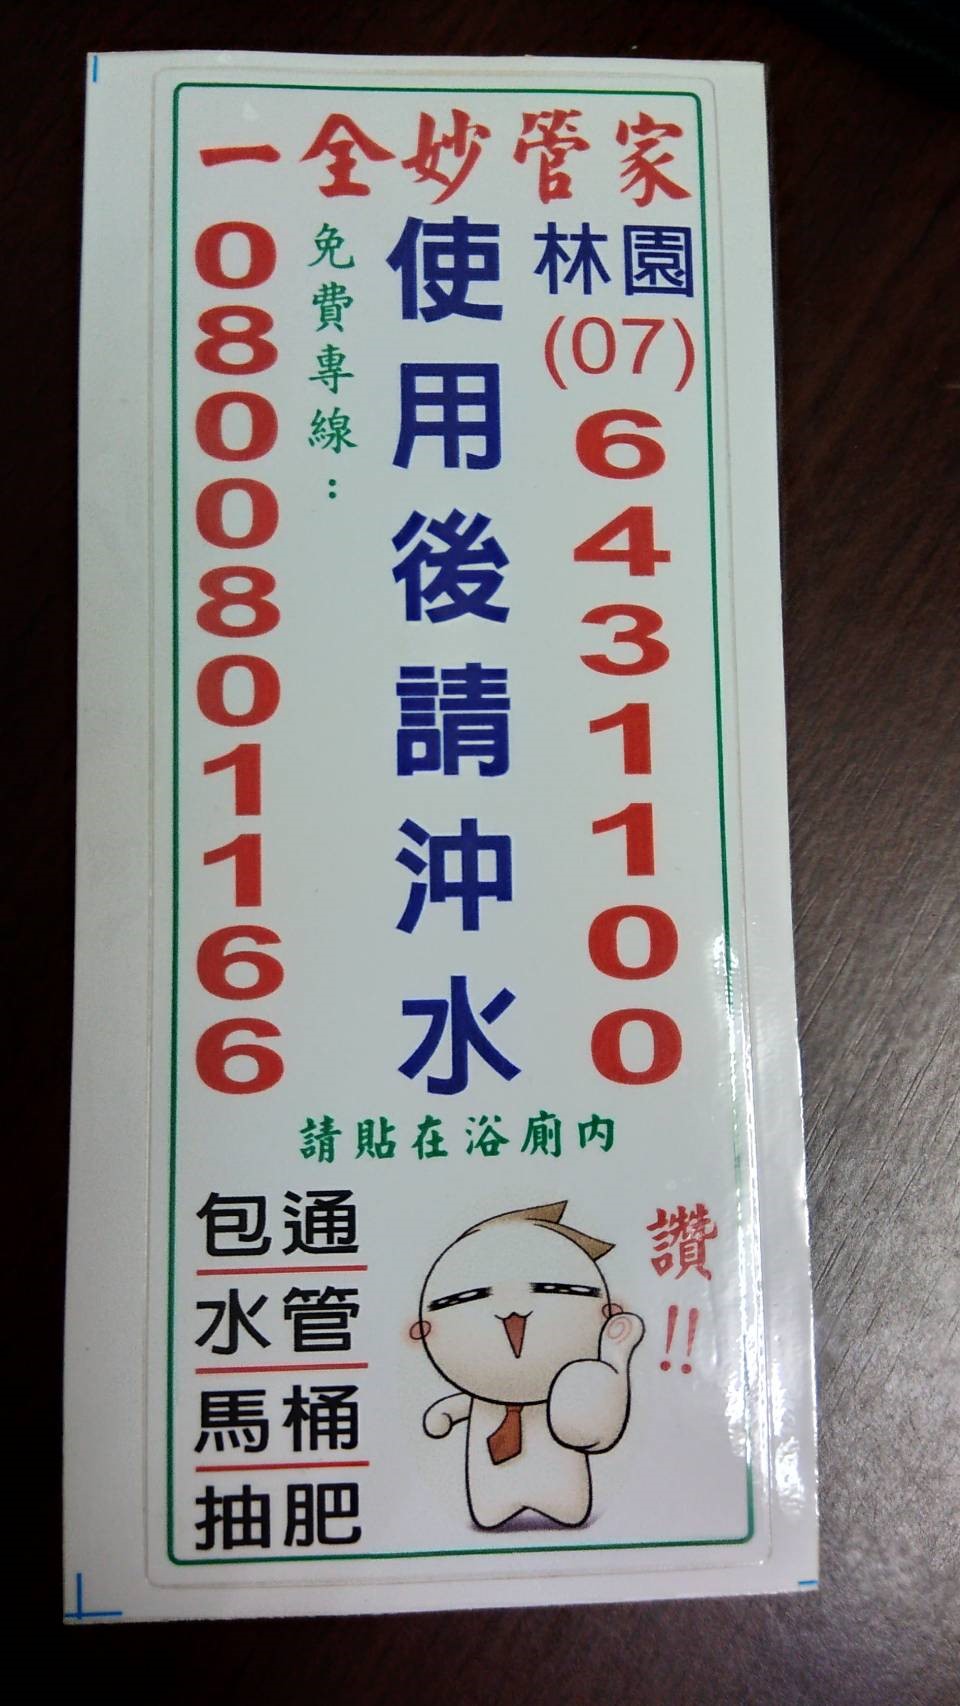 一全妙管家
林園
(07)
6431100
使用後請沖水
免費專線：
0800801166
請貼在浴廁內
包通
水管
馬桶
抽肥
讚!!